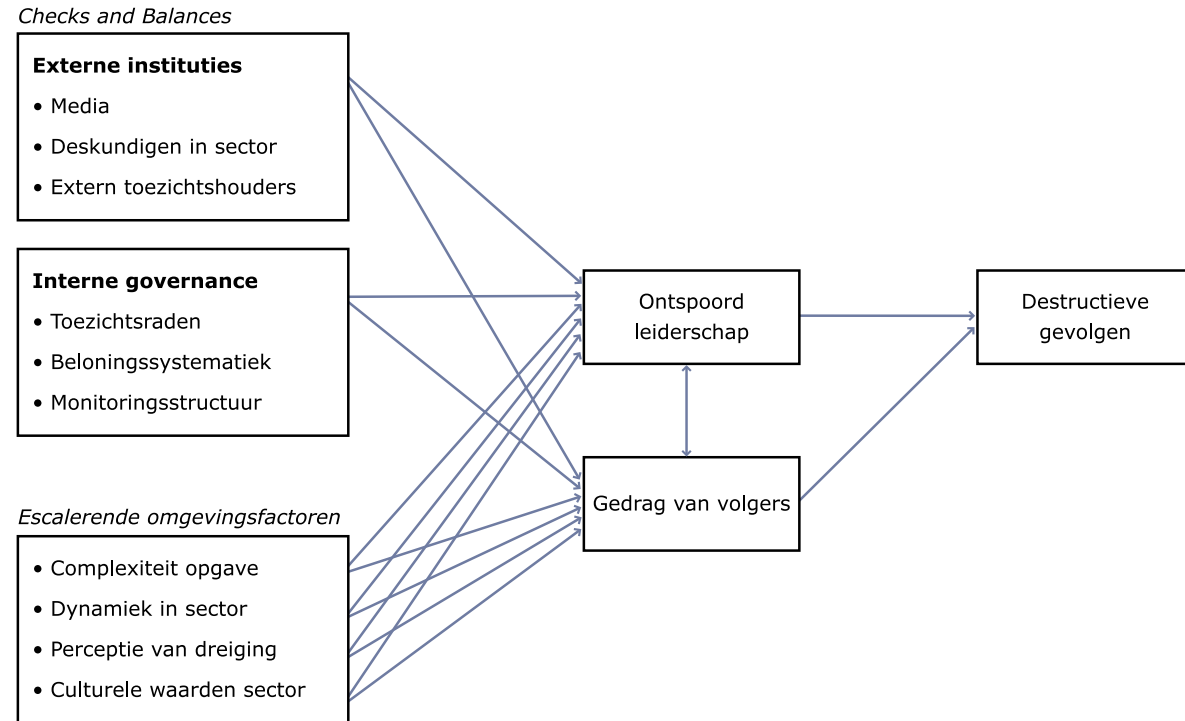 Checks and Balances
Externe instituties
• Media
• Deskundigen in sector
• Extern toezichtshouders
Interne governance
• Toezichtsraden
• Beloningssystematiek
• Monitoringsstructuur
Escalerende omgevingsfactoren
• Complexiteit opgave
• Dynamiek in sector
• Perceptie van dreiging
• Culturele waarden sector
Ontspoord
leiderschap
Gedrag van volgers
Destructieve
gevolgen